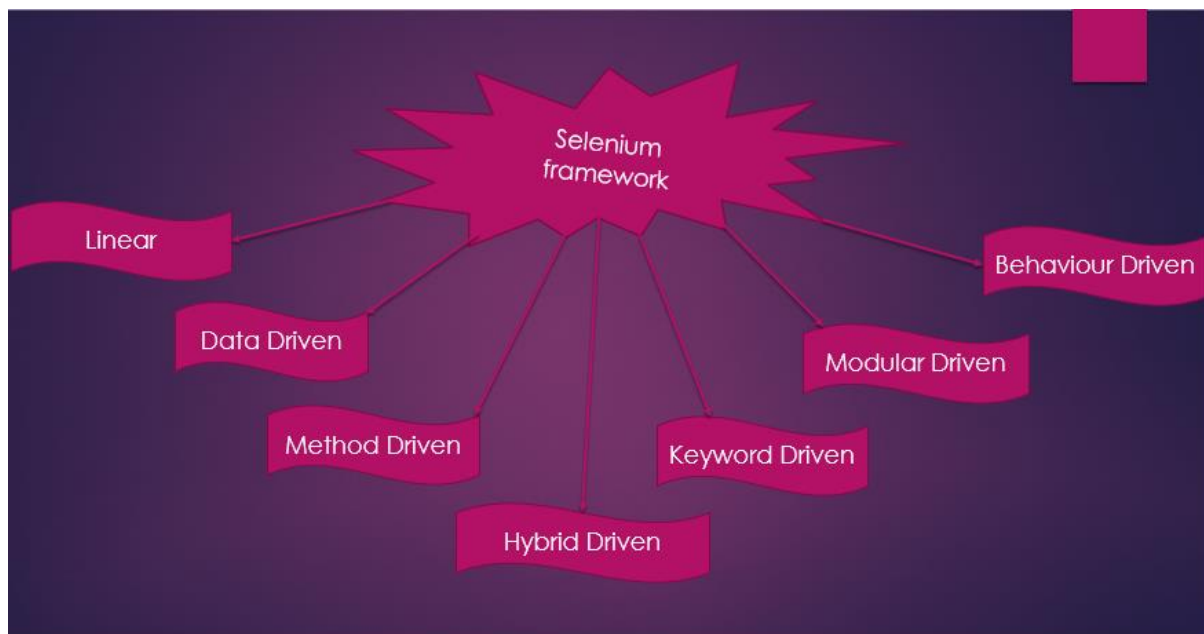 Selenium
framework
Linear
Behaviour Driven
Data Driven
Modular Driven
Method Driven
Keyword Driven
Hybrid Driven